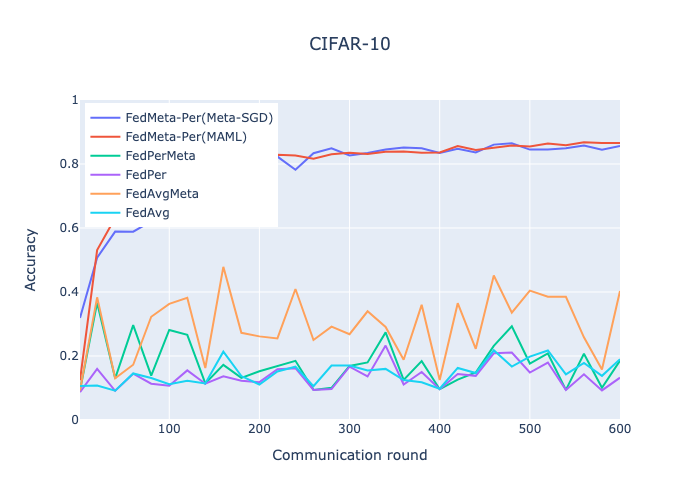 CIFAR-10
FedMeta-Per(Meta-SGD)
FedMeta-Per(MAML)
FedPerMeta
FedPer
FedAvgMeta
FedAvg
Accuracy
1
0.8
0.6
0.4
0.2
0
100
200
300
400
500
600
Communication round